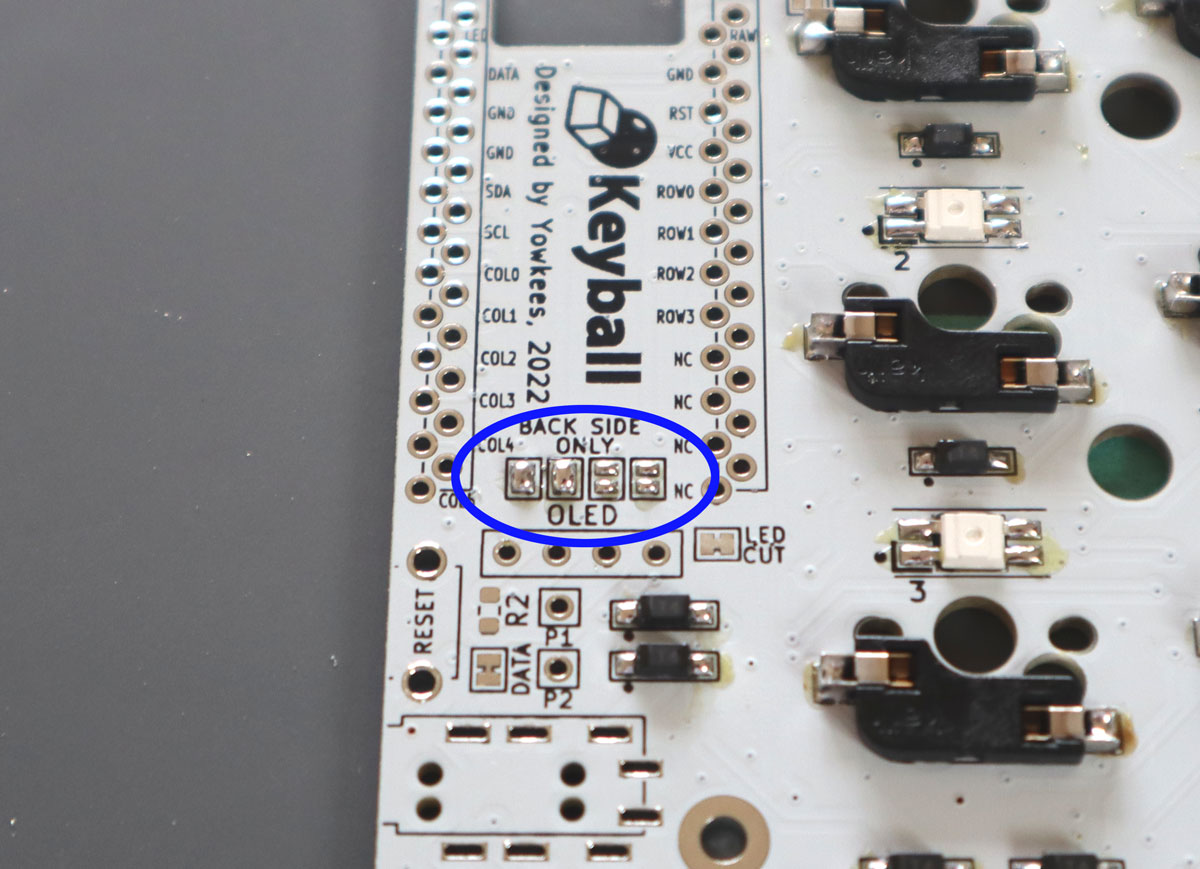 LED
DATA
GND
GND
SDA
SCL
COL0
COL1
COL2
COL3
COL4
COL5
Designed by Yowkees, 2022
Keyball
RAW
GND
RST
VCC
ROW0
ROW1
ROW2
ROW3
NC
NC
NC
NC
BACK SIDE
ONLY
OLED
LED
CUT
RESET
R2
DATA
P1
P2
2
3